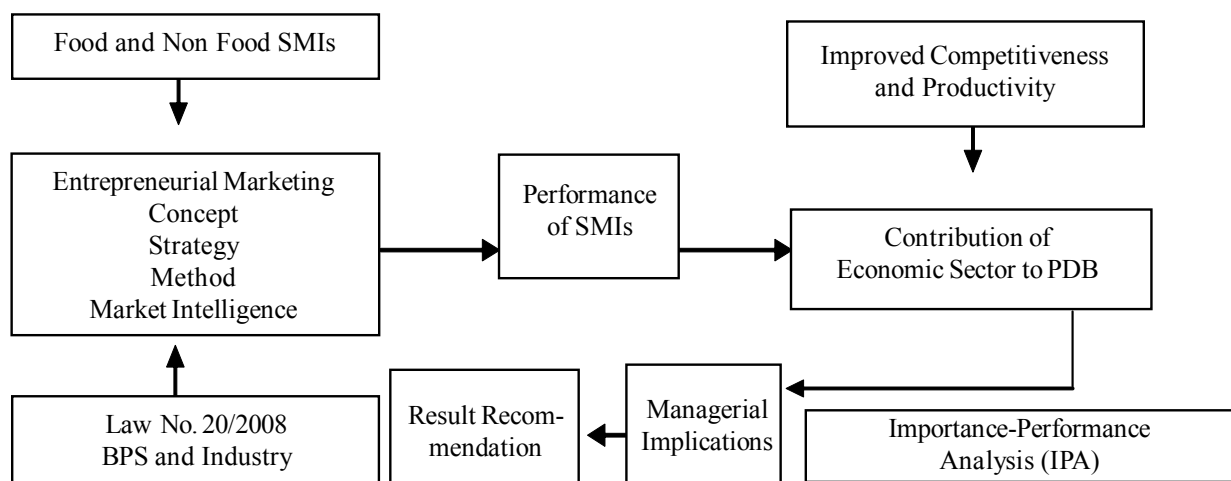 Food and Non Food SMIs
Improved Competitiveness
and Productivity
Entrepreneurial Marketing
Concept
Strategy
Method
Market Intelligence
Performance
of SMIs
Contribution of
Economic Sector to PDB
Law No. 20/2008
BPS and Industry
Result Recom-
mendation
Managerial
Implications
Importance-Performance
Analysis (IPA)